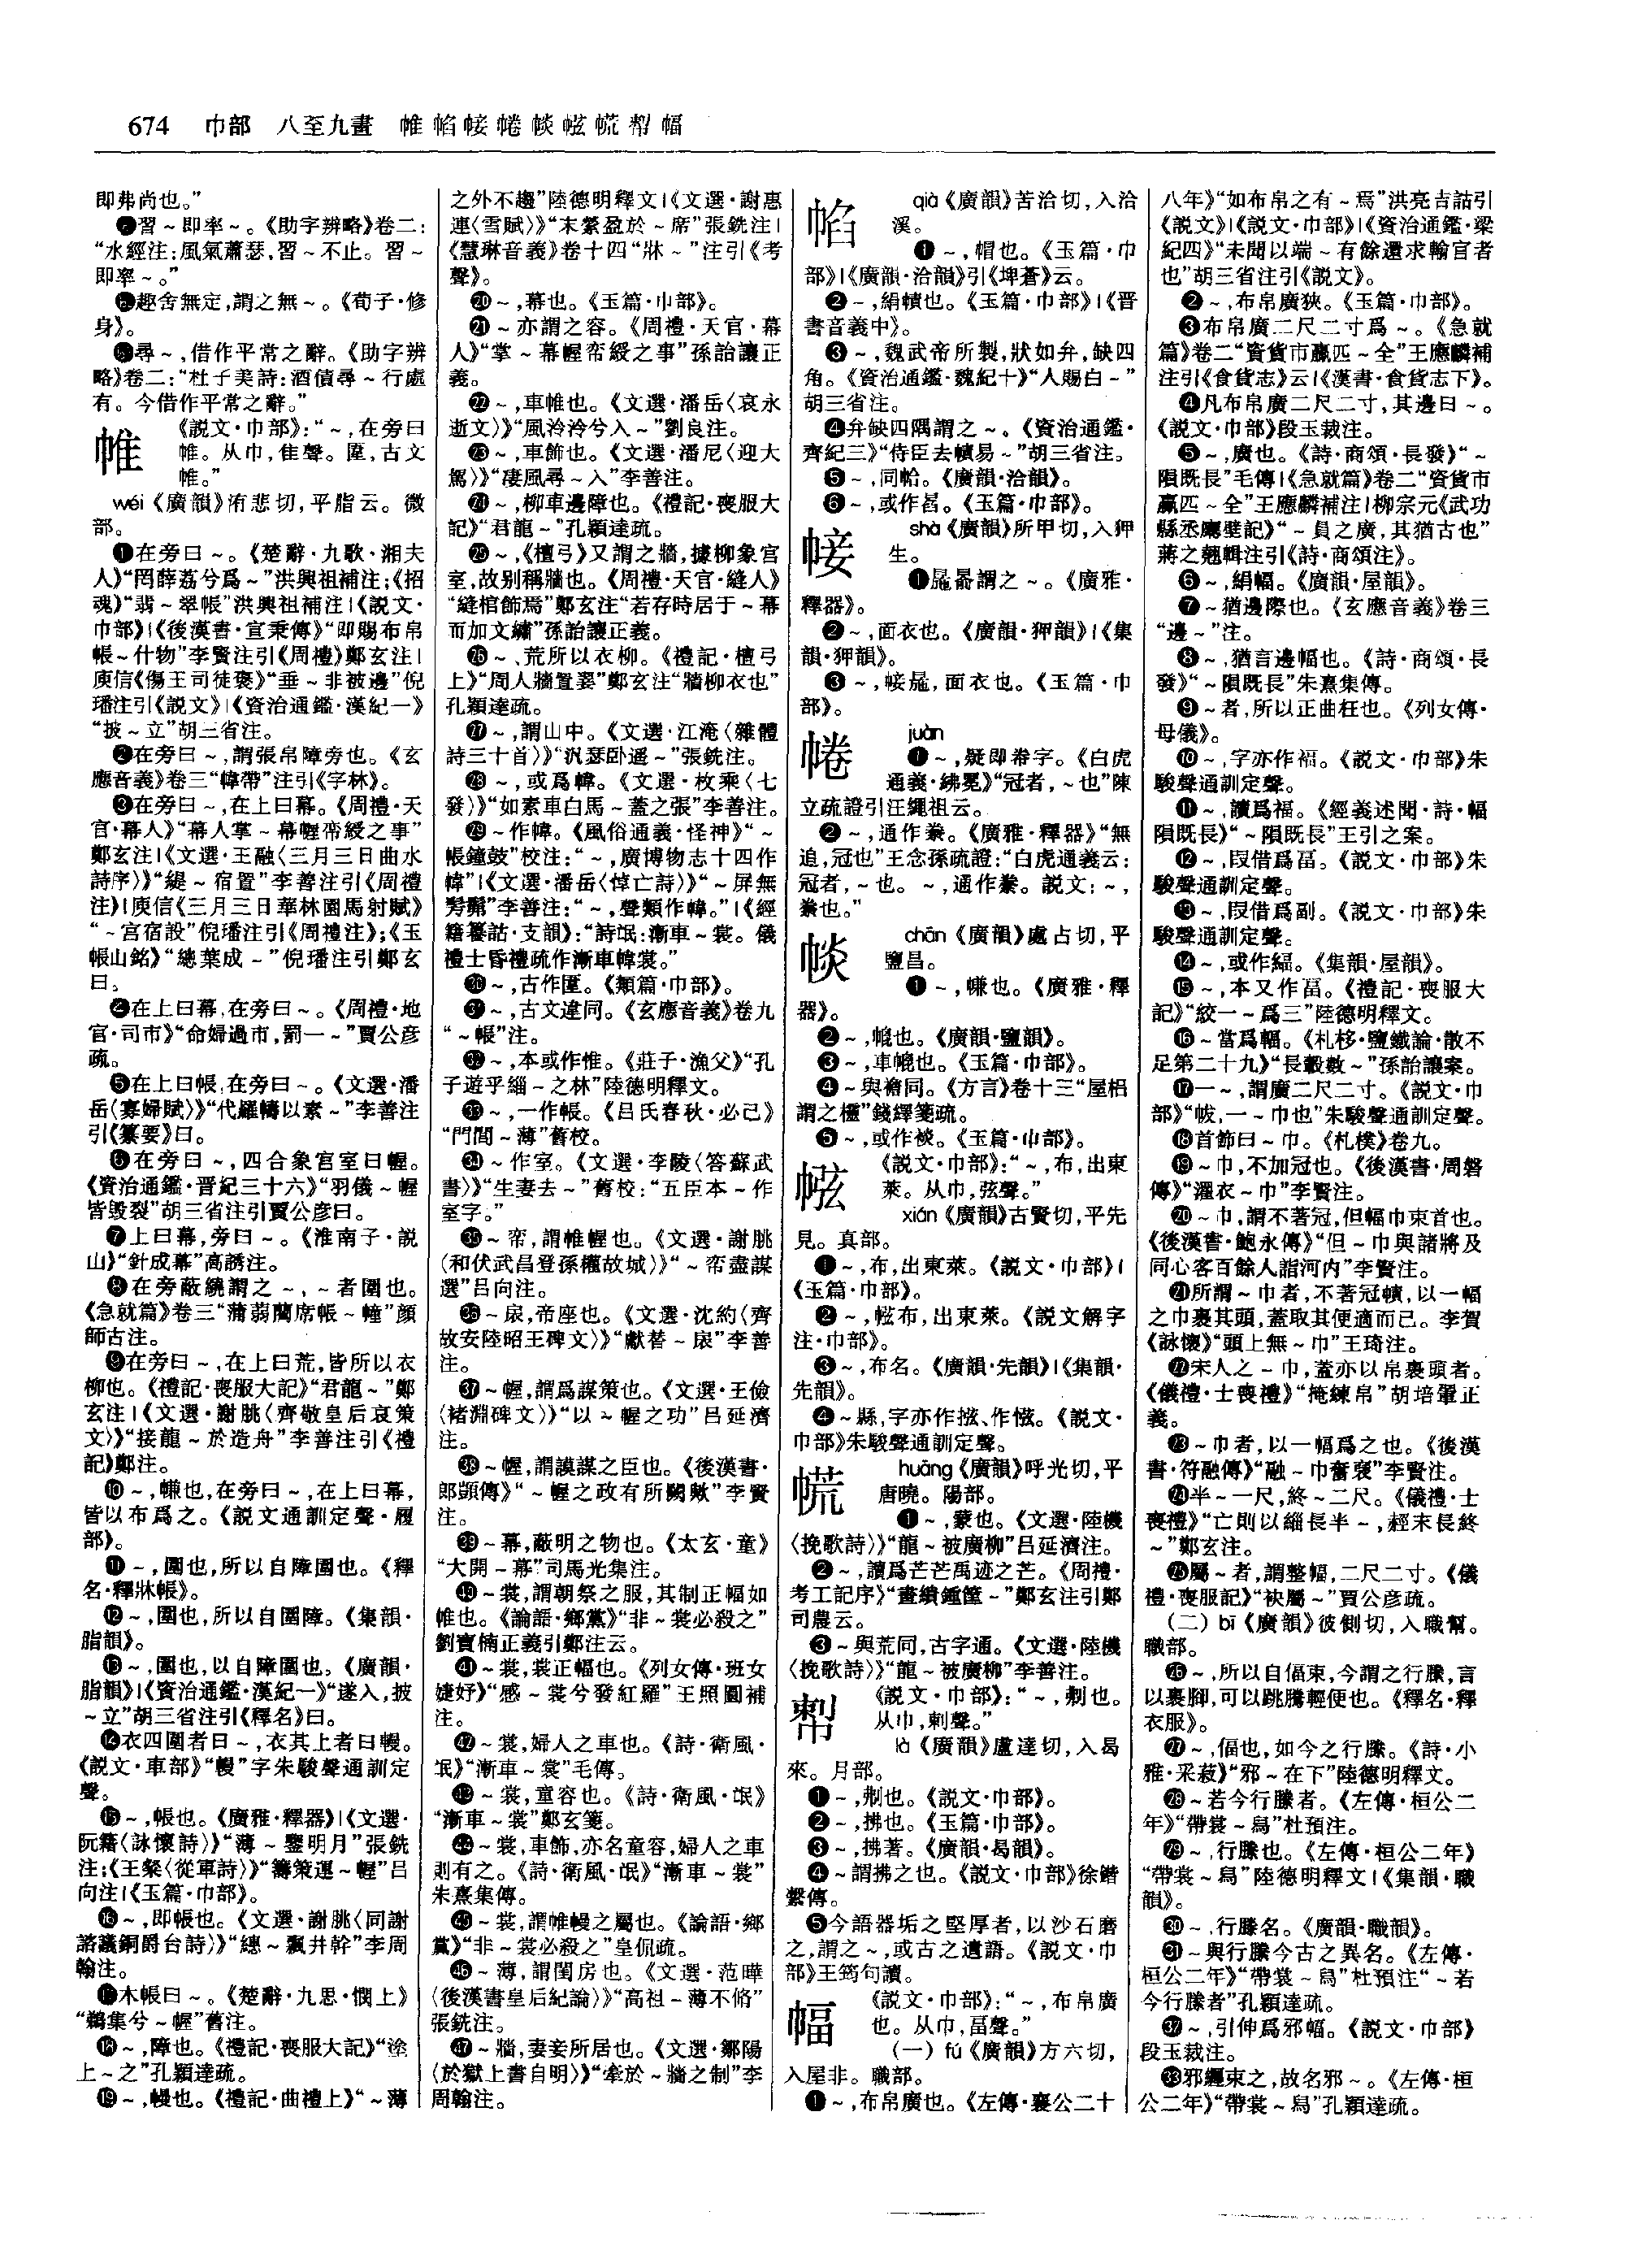 674 巾部 八至九畫 帷 帢 帹 帣 㡨 㡉 㡛 㡂 幅
即弗尚也。”
習～即率～。《助字辨略》卷二：
“水經注：風氣蕭瑟，習～不止。習～
即率～。”
趣舍無定，謂之無～。《荀子·修
身》。
尋～，借作平常之辭。《助字辨
略》卷二：“杜子美詩：酒債尋～行處
有。今借作平常之辭。”
帷
《説文·巾部》：“～，在旁曰
帷。从巾，隹聲。𠥎，古文
帷。”
wéi《廣韻》洧悲切，平脂云。微
部。
❶在旁曰～。《楚辭·九歌·湘夫
人》“罔薜荔兮爲～”洪興祖補注；《招
魂》“翡～翠帳”洪興祖補注|《説文·
巾部》|《後漢書·宣秉傳》“即賜布帛
帳～什物”李賢注引《周禮》鄭玄注|
庾信《傷王司徒褒》“垂～非被邊”倪
璠注引《説文》|《資治通鑑·漢紀一》
“披～立”胡三省注。
❷在旁曰～，謂張帛障旁也。《玄
應音義》卷三“幃帶”注引《字林》。
❸在旁曰～，在上曰幕。《周禮·天
官·幕人》“幕人掌～幕幄帟綬之事”
鄭玄注|《文選·王融〈三月三日曲水
詩序〉》“緹～宿置”李善注引《周禮
注》|庾信《三月三日華林園馬射賦》
“～宮宿設”倪璠注引《周禮注》；《玉
帳山銘》“總葉成～”倪璠注引鄭玄
曰。
❹在上曰幕，在旁曰～。《周禮·地
官·司市》“命婦過市，罰一～”賈公彦
疏。
❺在上曰帳，在旁曰～。《文選·潘
岳〈寡婦賦〉》“代羅幬以素～”李善注
引《纂要》曰。
❻在旁曰～，四合象宮室曰幄。
《資治通鑑·晉紀三十六》“羽儀～幄
皆毁裂”胡三省注引賈公彦曰。
❼上曰幕，旁曰～。《淮南子·説
山》“針成幕”高誘注。
❽在旁蔽繞謂之～，～者圍也。
《急就篇》卷三“蒲蒻藺席帳～幢”顔
師古注。
❾在旁曰～，在上曰荒，皆所以衣
柳也。《禮記·喪服大記》“君龍～”鄭
玄注|《文選·謝朓〈齊敬皇后哀策
文〉》“接龍～於造舟”李善注引《禮
記》鄭注。
❿～，㡘也，在旁曰～，在上曰幕，
皆以布爲之。《説文通訓定聲·履
部》。
⓫～，圍也，所以自障圍也。《釋
名·釋牀帳》。
⓬～，圍也，所以自圍障。《集韻·
脂韻》。
⓭～，圍也，以自障圍也。《廣韻·
脂韻》|《資治通鑑·漢紀一》“遂入，披
～立”胡三省注引《釋名》曰。
⓮衣四圍者曰～，衣其上者曰幔。
《説文·車部》“幔”字朱駿聲通訓定
聲。
⓯～，帳也。《廣雅·釋器》|《文選·
阮籍〈詠懷詩〉》“薄～鑒明月”張銑
注；《王粲〈從軍詩〉》“籌策運～幄”吕
向注|《玉篇·巾部》。
⓰～，即帳也。《文選·謝朓〈同謝
諮議銅爵台詩〉》“繐～飄井幹”李周
翰注。
⓱木帳曰～。《楚辭·九思·憫上》
“鵜集兮～幄”舊注。
⓲～，障也。《禮記·喪服大記》“塗
上～之”孔穎達疏。
⓳～，幔也。《禮記·曲禮上》“～薄
之外不趨”陸德明釋文|《文選·謝惠
連〈雪賦〉》“末縈盈於～席”張銑注|
《慧琳音義》卷十四“牀～”注引《考
聲》。
⓴～，幕也。《玉篇·巾部》。
㉑～亦謂之容。《周禮·天官·幕
人》“掌～幕幄帟綬之事”孫詒讓正
義。
㉒～，車帷也。《文選·潘岳〈哀永
逝文〉》“風泠泠兮入～”劉良注。
㉓～，車飾也。《文選·潘尼〈迎大
駕〉》“凄風尋～入”李善注。
㉔～，柳車邊障也。《禮記·喪服大
記》“君龍～”孔穎達疏。
㉕～，《檀弓》又謂之牆，據柳象宫
室，故别稱牆也。《周禮·天官·縫人》
“縫棺飾焉”鄭玄注“若存時居于～幕
而加文繡”孫詒讓正義。
㉖～、荒所以衣柳。《禮記·檀弓
上》“周人牆置翣”鄭玄注“牆柳衣也”
孔穎達疏。
㉗～，謂山中。《文選·江淹〈雜體
詩三十首〉》“汎瑟卧遥～”張銑注。
㉘～，或爲幃。《文選·枚乘〈七
發〉》“如素車白馬～蓋之張”李善注。
㉙～作幃。《風俗通義·怪神》“～
帳鐘鼓”校注：“～，廣博物志十四作
幃”|《文選·潘岳〈悼亡詩〉》“～屏無
髣髴”李善注：“～，聲類作幃。”|《經
籍籑詁·支韻》：“詩氓：漸車～裳。儀
禮士昏禮疏作漸車幃裳。”
㉚～，古作𠥎。《類篇·巾部》。
㉛～，古文違同。《玄應音義》卷九
“～帳”注。
㉜～，本或作惟。《莊子·漁父》“孔
子遊乎緇～之林”陸德明釋文。
㉝～，一作帳。《吕氏春秋·必己》
“門閭～薄”舊校。
㉞～作室。《文選·李陵〈答蘇武
書〉》“生妻去～”舊校：“五臣本～作
室字。”
㉟～帟，謂帷幄也。《文選·謝朓
〈和伏武昌登孫權故城〉》“～帟盡謀
選”吕向注。
㊱～扆，帝座也。《文選·沈約〈齊
故安陸昭王碑文〉》“獻替～扆”李善
注。
㊲～幄，謂爲謀策也。《文選·王儉
〈褚淵碑文〉》“以～幄之功”吕延濟
注。
㊳～幄，謂謨謀之臣也。《後漢書·
郎顗傳》“～幄之政有所闕歟”李賢
注。
㊴～幕，蔽明之物也。《太玄·童》
“大開～幕”司馬光集注。
㊵～裳，謂朝祭之服，其制正幅如
帷也。《論語·鄉黨》“非～裳必殺之”
劉寶楠正義引鄭注云。
㊶～裳，裳正幅也。《列女傳·班女
婕妤》“感～裳兮發紅羅”王照圓補
注。
㊷～裳，婦人之車也。《詩·衛風·
氓》“漸車～裳”毛傳。
㊸～裳，童容也。《詩·衛風·氓》
“漸車～裳”鄭玄箋。
㊹～裳，車飾，亦名童容，婦人之車
則有之。《詩·衛風·氓》“漸車～裳”
朱熹集傳。
㊺～裳，謂帷幔之屬也。《論語·鄉
黨》“非～裳必殺之”皇侃疏。
㊻～薄，謂閨房也。《文選·范曄
〈後漢書皇后紀論〉》“高祖～薄不脩”
張銑注。
㊼～牆，妻妾所居也。《文選·鄒陽
〈於獄上書自明〉》“牽於～牆之制”李
周翰注。
帢
qià《廣韻》苦洽切，入洽
溪。
❶～，帽也。《玉篇·巾
部》|《廣韻·洽韻》引《埤蒼》云。
❷～，絹幘也。《玉篇·巾部》|《晉
書音義中》。
❸～，魏武帝所製，狀如弁，缺四
角。《資治通鑑·魏紀十》“人賜白～”
胡三省注。
❹弁缺四隅謂之～。《資治通鑑·
齊紀三》“侍臣去幘易～”胡三省注。
❺～，同㡊。《廣韻·洽韻》。
❻～，或作㡌。《玉篇·巾部》。
帹
shà《廣韻》所甲切，入狎
生。
❶㡋㡡謂之～。《廣雅·
釋器》。
❷～，面衣也。《廣韻·狎韻》|《集
韻·狎韻》。
❸～，帹㡋，面衣也。《玉篇·巾
部》。
帣
juàn
❶～，疑即帣字。《白虎
通義·紼冕》“冠者，～也”陳
立疏證引汪繩祖云。
❷～，通作絭。《廣雅·釋器》“無
追，冠也”王念孫疏證：“白虎通義云：
冠者，～也。～，通作絭。説文：～，
絭也。”
㡨
chān《廣韻》處占切，平
鹽昌。
❶～，㡘也。《廣雅·釋
器》。
❷～，㡓也。《廣韻·鹽韻》。
❸～，車㡓也。《玉篇·巾部》。
❹～與襜同。《方言》卷十三“屋梠
謂之櫺”錢繹箋疏。
❺～，或作裧。《玉篇·巾部》。
㡉
《説文·巾部》：“～，布，出東
萊。从巾，弦聲。”
xián《廣韻》古賢切，平先
見。真部。
❶～，布，出東萊。《説文·巾部》|
《玉篇·巾部》。
❷～，㡉布，出東萊。《説文解字
注·巾部》。
❸～，布名。《廣韻·先韻》|《集韻·
先韻》。
❹～縣，字亦作㧋、作㤿。《説文·
巾部》朱駿聲通訓定聲。
㡛
huāng《廣韻》呼光切，平
唐曉。陽部。
❶～，蒙也。《文選·陸機
〈挽歌詩〉》“龍～被廣柳”吕延濟注。
❷～，讀爲芒芒禹迹之芒。《周禮·
考工記序》“畫繢鍾筐～”鄭玄注引鄭
司農云。
❸～與荒同，古字通。《文選·陸機
〈挽歌詩〉》“龍～被廣柳”李善注。
㡂
《説文·巾部》：“～，刜也。
从巾，剌聲。”
là《廣韻》盧達切，入曷
來。月部。
❶～，刜也。《説文·巾部》。
❷～，拂也。《玉篇·巾部》。
❸～，拂著。《廣韻·曷韻》。
❹～謂拂之也。《説文·巾部》徐鍇
繫傳。
❺今語器垢之堅厚者，以沙石磨
之，謂之～，或古之遺語。《説文·巾
部》王筠句讀。
幅
《説文·巾部》：“～，布帛廣
也。从巾，畐聲。”
（一）fú《廣韻》方六切，
入屋非。職部。
❶～，布帛廣也。《左傳·襄公二十
八年》“如布帛之有～焉”洪亮吉詁引
《説文》|《説文·巾部》|《資治通鑑·梁
紀四》“未聞以端～有餘還求輸官者
也”胡三省注引《説文》。
❷～，布帛廣狹。《玉篇·巾部》。
❸布帛廣二尺二寸爲～。《急就
篇》卷二“資貨市贏匹～全”王應麟補
注引《食貨志》云|《漢書·食貨志下》。
❹凡布帛廣二尺二寸，其邊曰～。
《説文·巾部》段玉裁注。
❺～，廣也。《詩·商頌·長發》“～
隕既長”毛傳|《急就篇》卷二“資貨市
贏匹～全”王應麟補注|柳宗元《武功
縣丞廳壁記》“～員之廣，其猶古也”
蔣之翹輯注引《詩·商頌注》。
❻～，絹幅。《廣韻·屋韻》。
❼～猶邊際也。《玄應音義》卷三
“邊～”注。
❽～，猶言邊幅也。《詩·商頌·長
發》“～隕既長”朱熹集傳。
❾～者，所以正曲枉也。《列女傳·
母儀》。
❿～，字亦作䘠。《説文·巾部》朱
駿聲通訓定聲。
⓫～，讀爲福。《經義述聞·詩·幅
隕既長》“～隕既長”王引之案。
⓬～，叚借爲畐。《説文·巾部》朱
駿聲通訓定聲。
⓭～，叚借爲副。《説文·巾部》朱
駿聲通訓定聲。
⓮～，或作䋹。《集韻·屋韻》。
⓯～，本又作畐。《禮記·喪服大
記》“絞一～爲三”陸德明釋文。
⓰～當爲輻。《札迻·鹽鐵論·散不
足第二十九》“長轂數～”孫詒讓案。
⓱一～，謂廣二尺二寸。《説文·巾
部》“帗，一～巾也”朱駿聲通訓定聲。
⓲首飾曰～巾。《札樸》卷九。
⓳～巾，不加冠也。《後漢書·周磐
傳》“濯衣～巾”李賢注。
⓴～巾，謂不著冠，但幅巾束首也。
《後漢書·鮑永傳》“但～巾與諸將及
同心客百餘人詣河内”李賢注。
㉑所謂～巾者，不著冠幘，以一幅
之巾裹其頭，蓋取其便適而已。李賀
《詠懷》“頭上無～巾”王琦注。
㉒宋人之～巾，蓋亦以帛裹頭者。
《儀禮·士喪禮》“掩練帛”胡培翬正
義。
㉓～巾者，以一幅爲之也。《後漢
書·符融傳》“融～巾奮褎”李賢注。
㉔半～一尺，終～二尺。《儀禮·士
喪禮》“亡則以緇長半～，䞓末長終
～”鄭玄注。
㉕屬～者，謂整幅，二尺二寸。《儀
禮·喪服記》“袂屬～”賈公彦疏。
（二）bī《廣韻》彼側切，入職幫。
職部。
㉖～，所以自偪束，今謂之行縢，言
以裹脚，可以跳騰輕便也。《釋名·釋
衣服》。
㉗～，偪也，如今之行縢。《詩·小
雅·采菽》“邪～在下”陸德明釋文。
㉘～若今行縢者。《左傳·桓公二
年》“帶裳～舄”杜預注。
㉙～，行縢也。《左傳·桓公二年》
“帶裳～舄”陸德明釋文|《集韻·職
韻》。
㉚～，行縢名。《廣韻·職韻》。
㉛～與行縢今古之異名。《左傳·
桓公二年》“帶裳～舄”杜預注“～若
今行縢者”孔穎達疏。
㉜～，引伸爲邪幅。《説文·巾部》
段玉裁注。
㉝邪纏束之，故名邪～。《左傳·桓
公二年》“帶裳～舄”孔穎達疏。